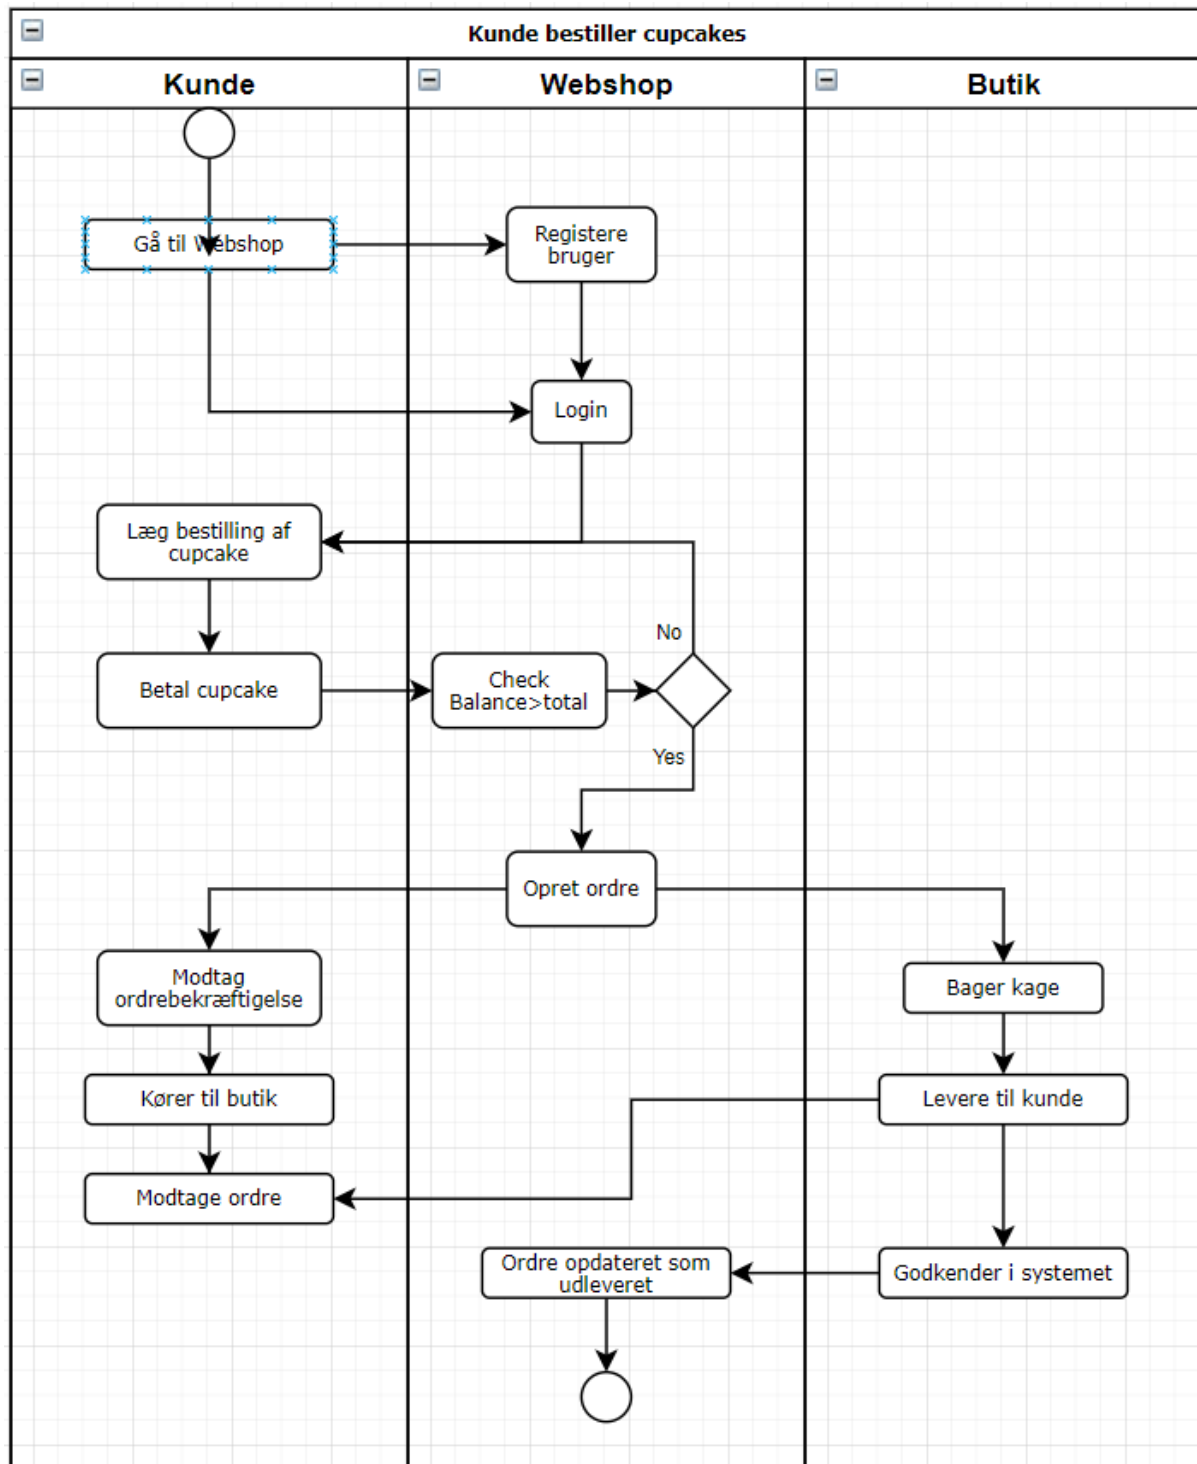 Kunde bestiller cupcakes
Kunde
Webshop
Butik
Gå til Webshop
Registere
bruger
Login
Læg bestilling af
cupcake
No
Betal cupcake
Check
Balance>total
Yes
Opret ordre
Modtag
ordrebekræftigelse
Bager kage
Kører til butik
Levere til kunde
Modtage ordre
Ordre opdateret som
udleveret
Godkender i systemet